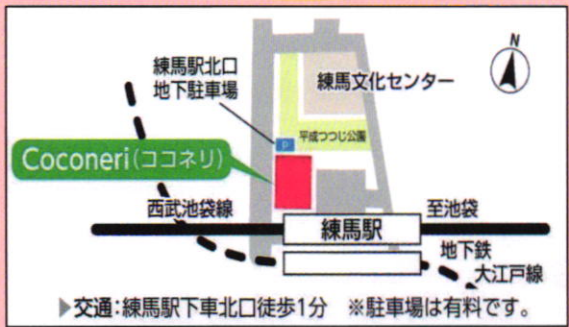 N
練馬駅北口
地下駐車場
練馬文化センター
P
平成つつじ公園
Coconeri(ココネリ)
西武池袋線
至池袋
練馬駅
地下鉄
大江戸線
▶交通:練馬駅下車北口徒歩1分 ※駐車場は有料です。